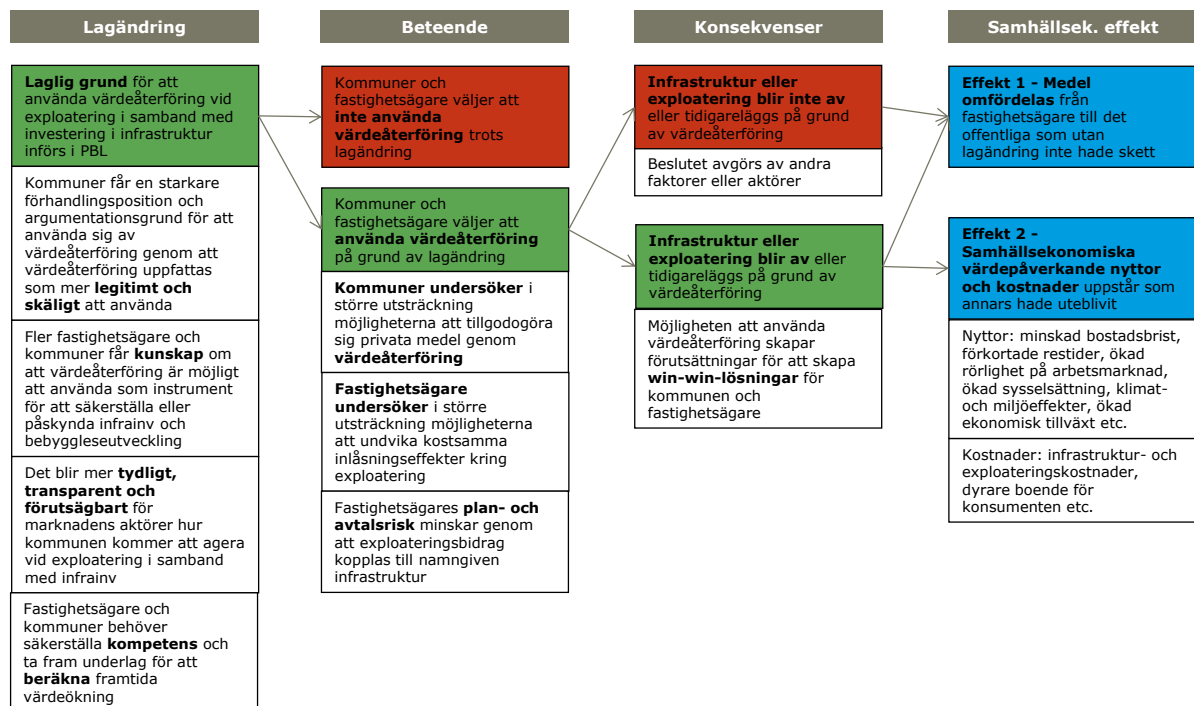 Lagändring
Laglig grund för att
använda värdeåterföring vid
exploatering i samband med
investering i infrastruktur
införs i PBL
Kommuner får en starkare
förhandlingsposition och
argumentationsgrund för att
använda sig av
värdeåterföring genom att
värdeåterföring uppfattas
som mer legitimt och
skäligt att använda
Fler fastighetsägare och
kommuner får kunskap om
att värdeåterföring är möjligt
att använda som instrument
för att säkerställa eller
påskynda infrainv och
bebyggleseutveckling
Det blir mer tydligt,
transparent och
förutsägbart för
marknadens aktörer hur
kommunen kommer att agera
vid exploatering i samband
med infrainv
Fastighetsägare och
kommuner behöver
säkerställa kompetens och
ta fram underlag för att
beräkna framtida
värdeökning
Beteende
Kommuner och
fastighetsägare väljer att
inte använda
värdeåterföring trots
lagändring
Kommuner och
fastighetsägare väljer att
använda värdeåterföring
på grund av lagändring
Kommuner undersöker i
större utsträckning
möjligheterna att tillgodogöra
sig privata medel genom
värdeåterföring
Fastighetsägare
undersöker i större
utsträckning möjligheterna
att undvika kostsamma
inlåsningseffekter kring
exploatering
Fastighetsägares plan- och
avtalsrisk minskar genom
att exploateringsbidrag
kopplas till namngiven
infrastruktur
Konsekvenser
Infrastruktur eller
exploatering blir inte av
eller tidigareläggs på grund
av värdeåterföring
Beslutet avgörs av andra
faktorer eller aktörer
Infrastruktur eller
exploatering blir av eller
tidigareläggs på grund av
värdeåterföring
Möjligheten att använda
värdeåterföring skapar
förutsättningar för att skapa
win-win-lösningar för
kommunen och
fastighetsägare
Samhällsek. effekt
Effekt 1 - Medel
omfördelas från
fastighetsägare till det
offentliga som utan
lagändring inte hade skett
Effekt 2 -
Samhällsekonomiska
värdepåverkande nyttor
och kostnader uppstår som
annars hade uteblivit
Nyttor: minskad bostadsbrist,
förkortade restider, ökad
rörlighet på arbetsmarknad,
ökad sysselsättning, klimat-
och miljöeffekter, ökad
ekonomisk tillväxt etc.
Kostnader: infrastruktur- och
exploateringskostnader,
dyrare boende för
konsumenten etc.